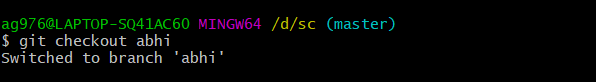 ag976@LAPTOP-SQ41AC60 MINGW64 /d/sc (master)
$ git checkout abhi
Switched to branch 'abhi'